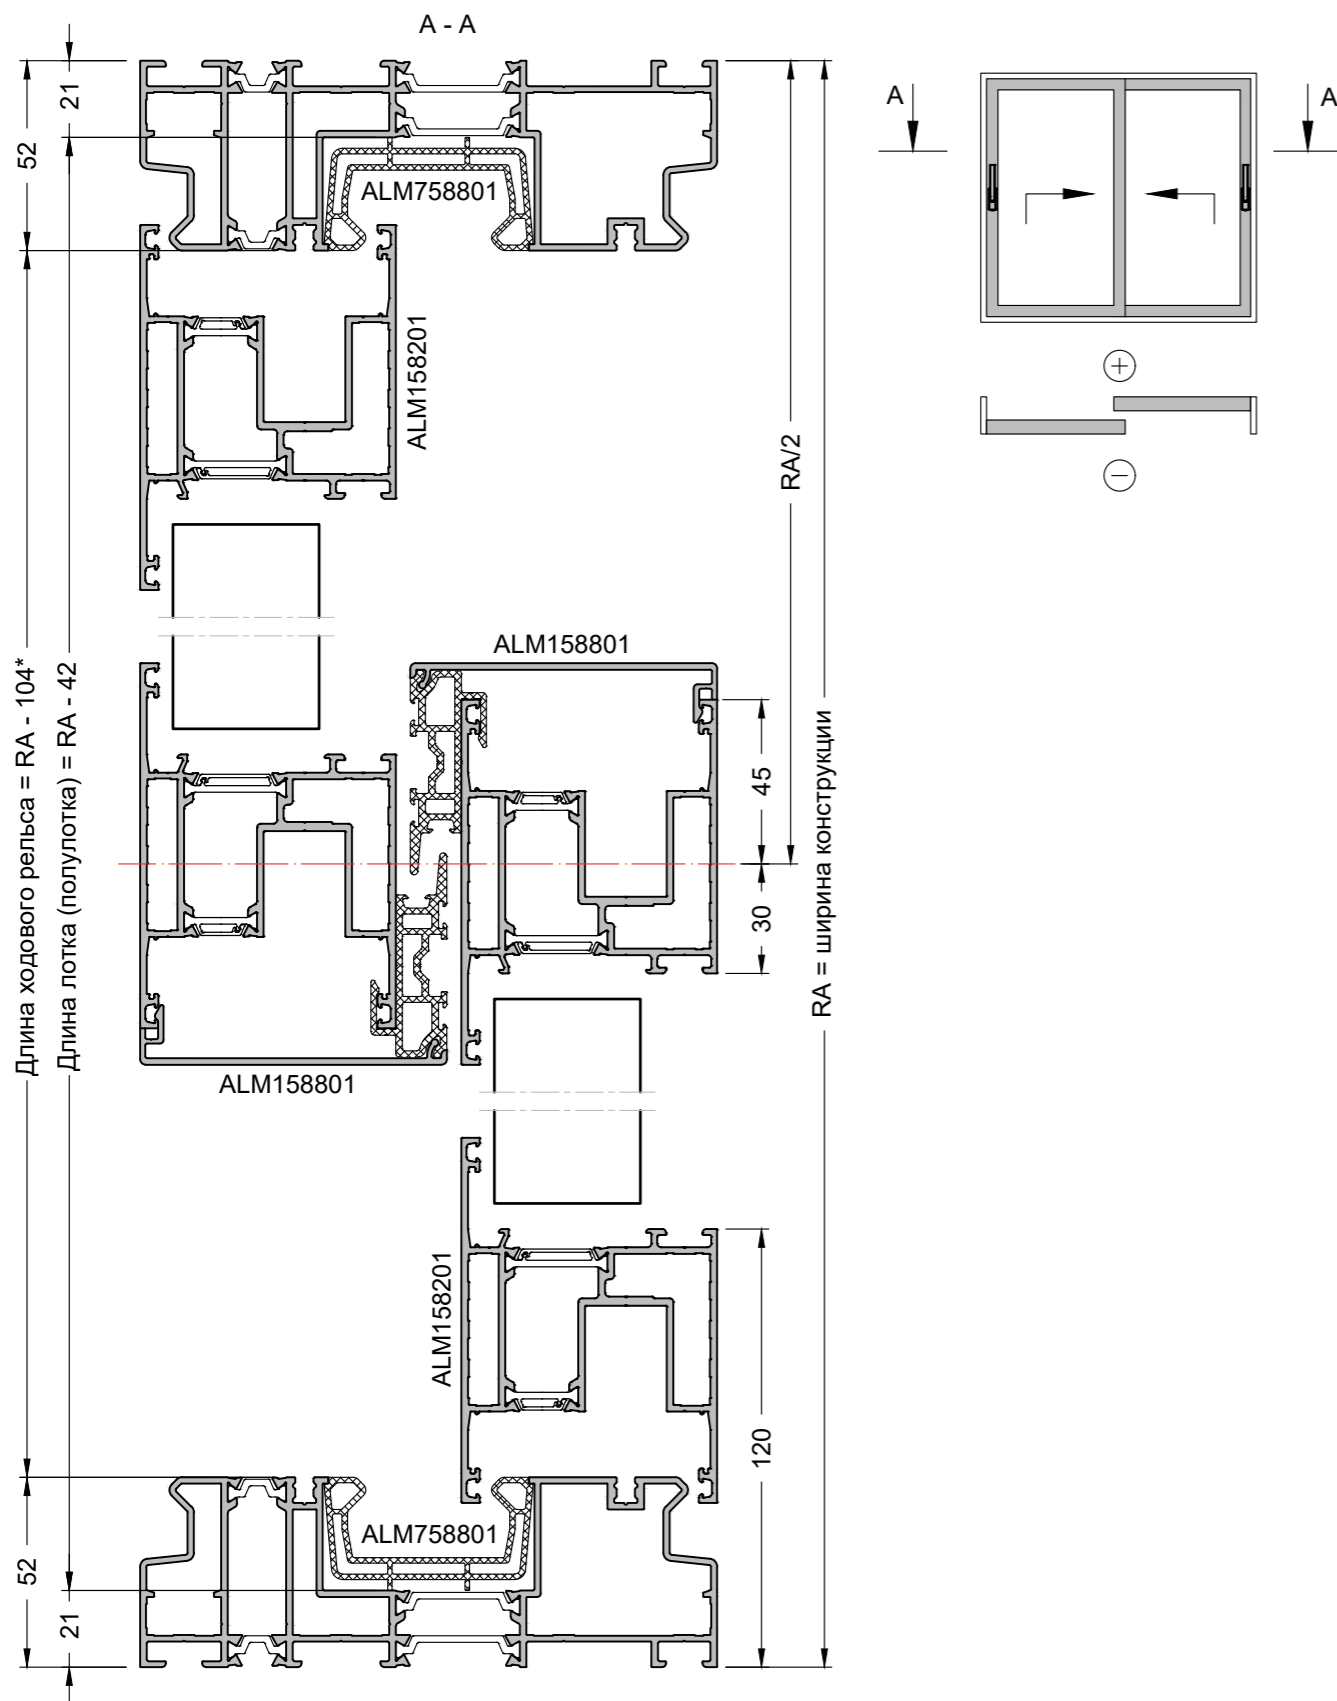 A - A
21
52
ALM758801
ALM158201
RA/2
A
A
+
−
Длина ходового рельса = RA - 104*
Длина лотка (полулотка) = RA - 42
ALM158801
45
30
RA = ширина конструкции
ALM158801
ALM158201
120
ALM758801
52
21